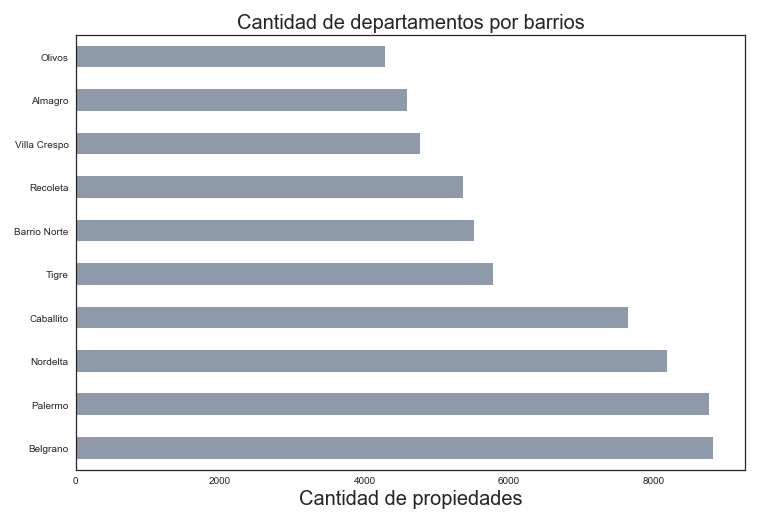 Cantidad de departamentos por barrios
Olivos
Almagro
Villa Crespo
Recoleta
Barrio Norte
Tigre
Caballito
Nordelta
Palermo
Belgrano
0 2000 4000 6000 8000
Cantidad de propiedades